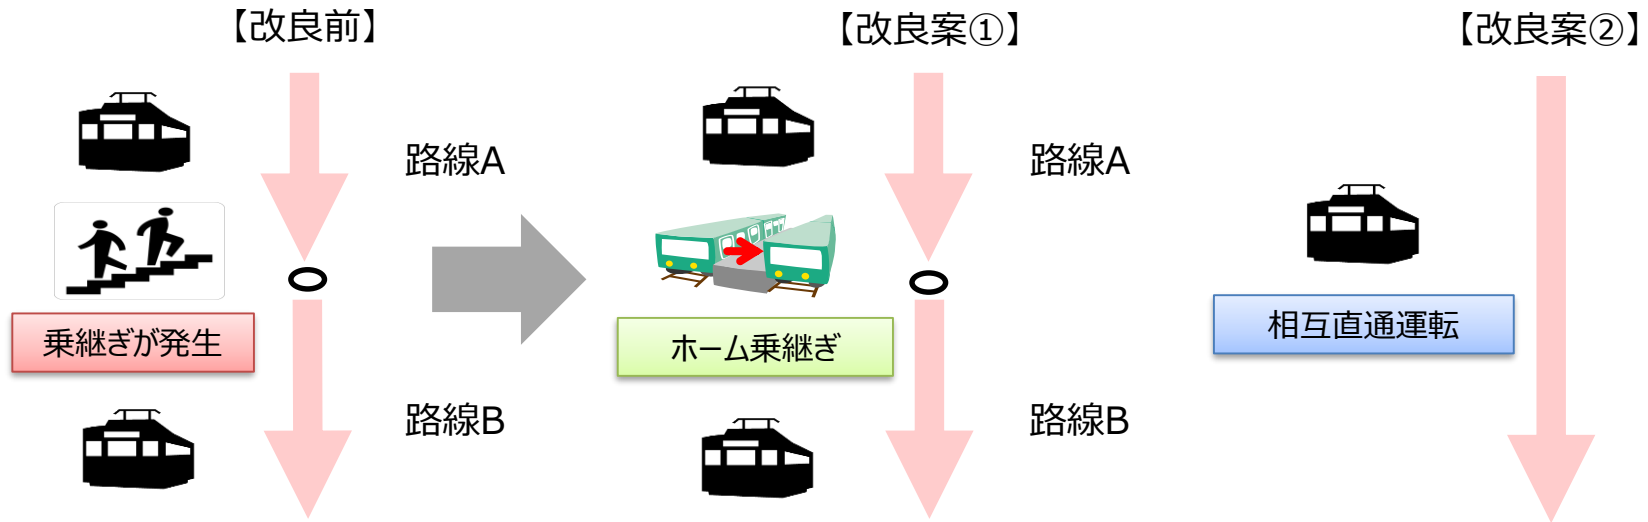 【改良前】
【改良案①】
【改良案②】
路線A
路線A
乗継ぎが発生
ホーム乗継ぎ
相互直通運転
路線B
路線B